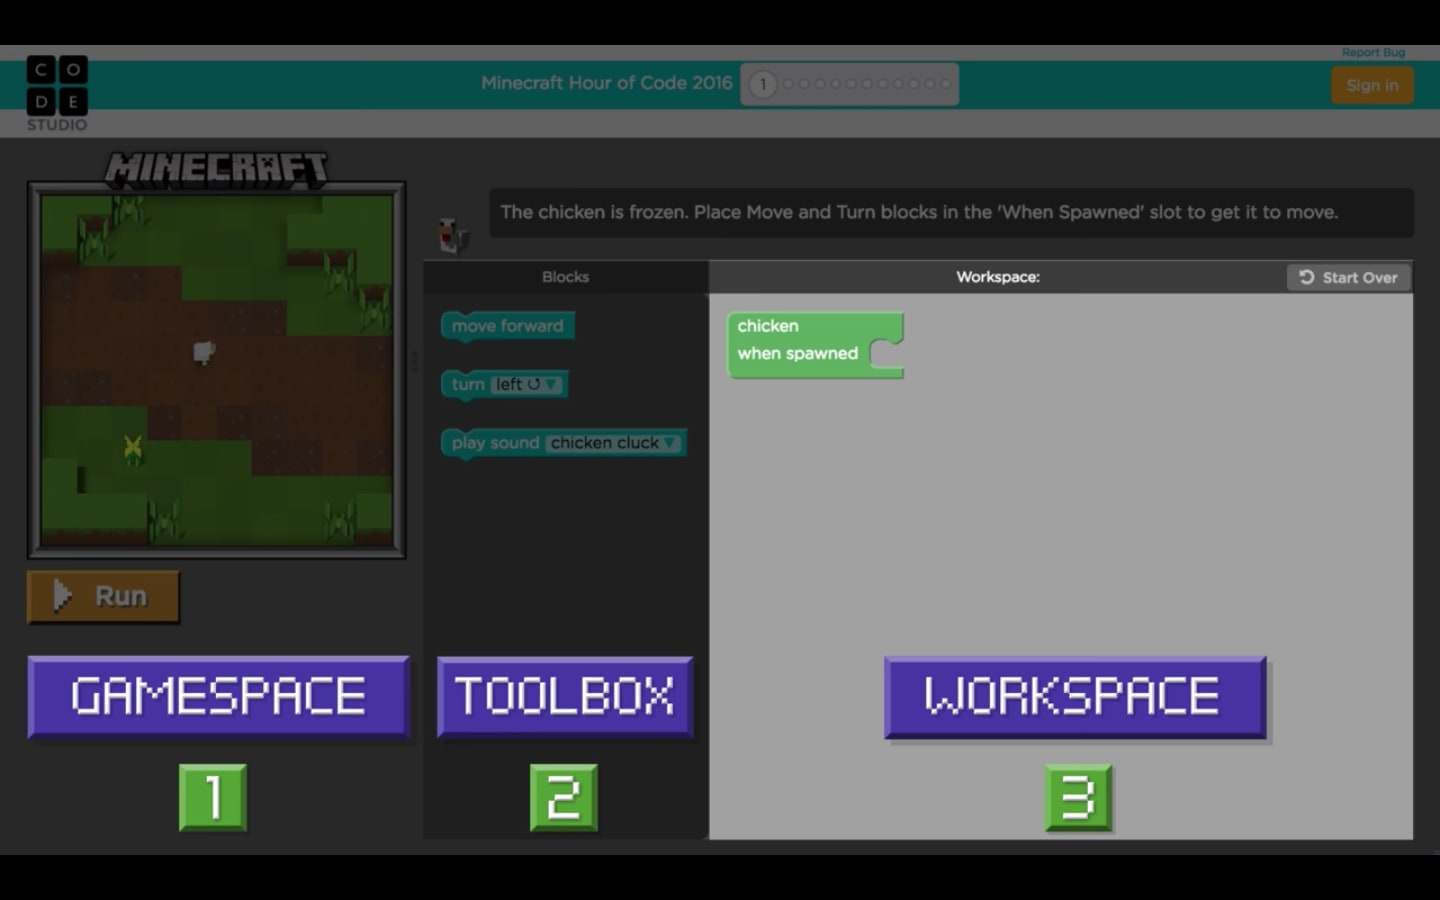 Report Bug
C O
D E
STUDIO
Minecraft Hour of Code 2016
1
Sign in
MINECRAFT
The chicken is frozen. Place Move and Turn blocks in the 'When Spawned' slot to get it to move.
Blocks
Workspace:
Start Over
move forward
turn left
play sound chicken cluck
chicken
when spawned
Run
GAMESPACE
TOOLBOX
WORKSPACE
1
2
3